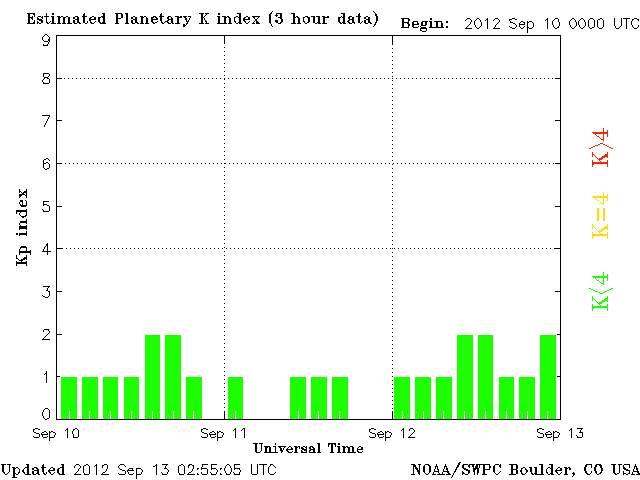 Estimated Planetary K index (3 hour data) Begin: 2012 Sep 10 0000 UTC
9
8
7
6
5
4
3
2
1
0
Kp index
K>4
K=4
K<4
Sep 10 Sep 11 Sep 12 Sep 13
Universal Time
Updated 2012 Sep 13 02:55:05 UTC NOAA/SWPC Boulder, CO USA